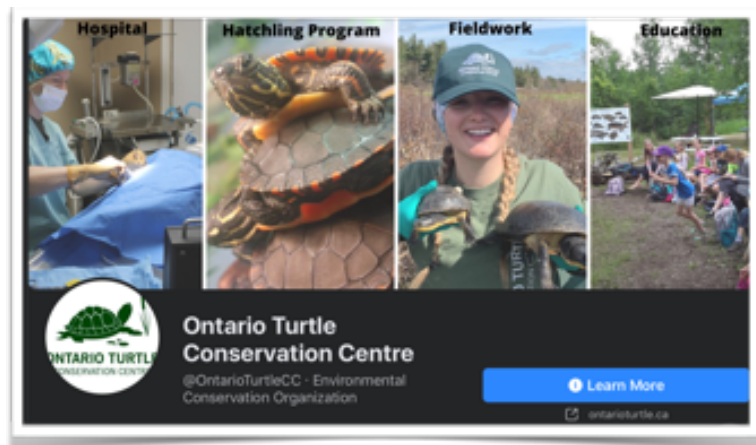 Hospital
Hatchling Program
Fieldwork
Education
ONTARIO TURTLE
CONSERVATION CENTRE
Ontario Turtle
Conservation Centre
@OntarioTurtleCC · Environmental
Conservation Organization
Learn More
ontarioturtle.ca